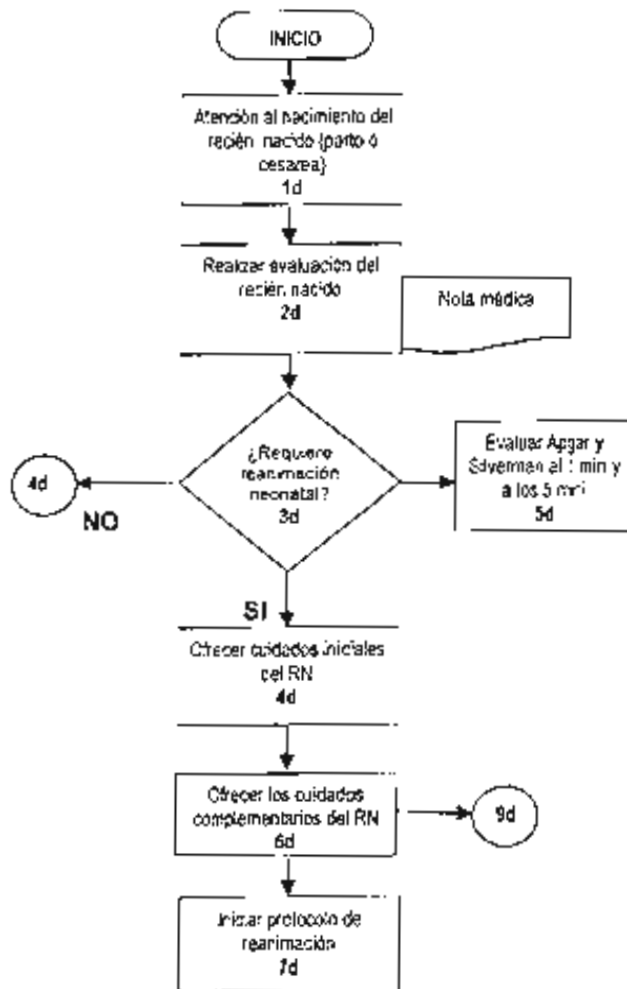 INICIO
Atención al nacimiento del
recién nacido (parto ó
cesarea)
1d
Realizar evaluación del
recién nacido
2d
Nota médica
¿Requiere
reanimación
neonatal?
3d
4d
NO
Evaluar Apgar y
Silverman al 1 min y
a los 5 min
5d
SI
Ofrecer cuidados iniciales
del RN
4d
Ofrecer los cuidados
complementarios del RN
6d
9d
Iniciar protocolo de
reanimación
7d